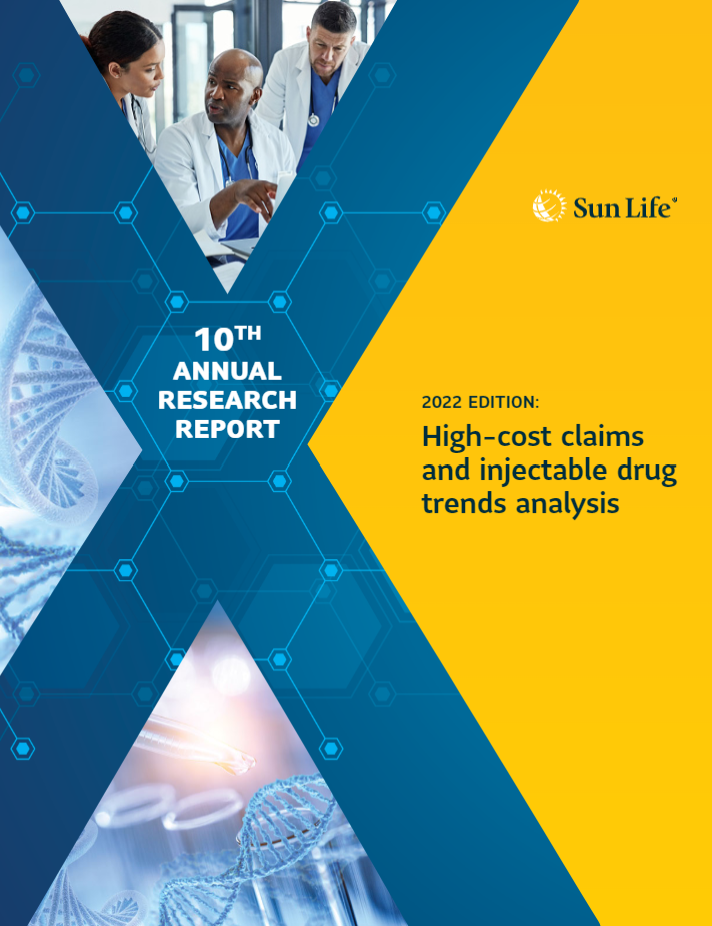 Sun Life
10TH
ANNUAL
RESEARCH
REPORT
2022 EDITION:
High-cost claims
and injectable drug
trends analysis